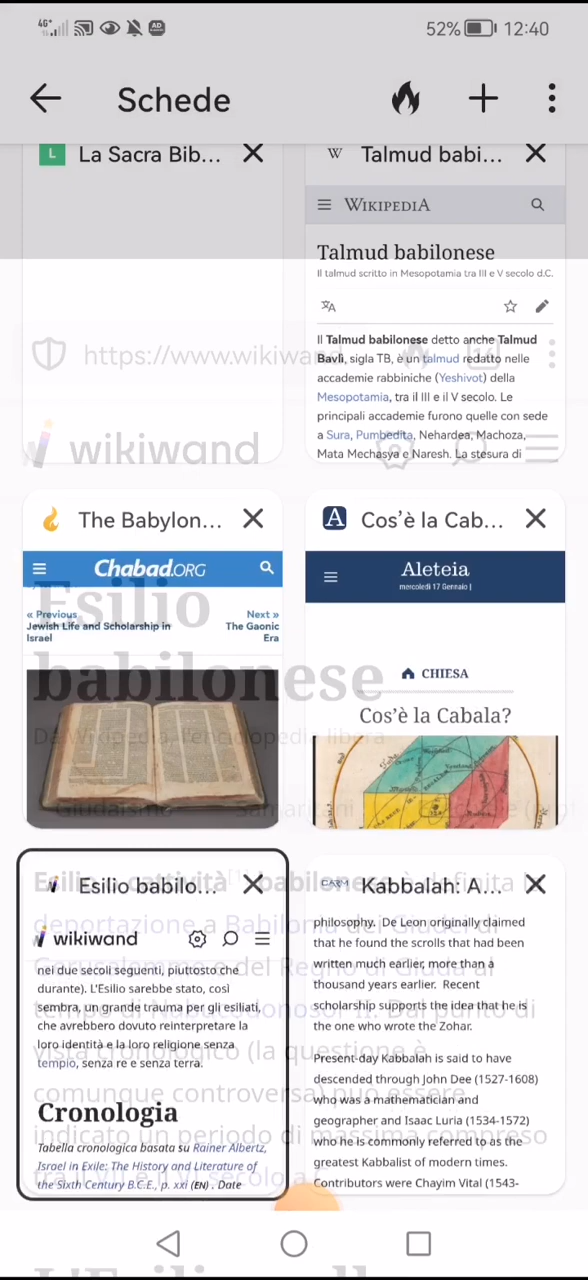 4G+
52%
12:40
Schede
L La Sacra Bib...
W Talmud babi...
WIKIPEDIA
Talmud babilonese
Il talmud scritto in Mesopotamia tra III e V secolo d.C.
Il Talmud babilonese detto anche Talmud
Bavli, sigla TB, è un talmud redatto nelle
accademie rabbiniche (Yeshivot) della
Mesopotamia, tra il III e il V secolo. Le
principali accademie furono quelle con sede
a Sura, Pumbedita, Nehardea, Machoza,
Mata Mechasya e Naresh. La stesura di
https://www.wikiwand
wikiwand
The Babylon...
Chabad.ORG
« Previous
Jewish Life and Scholarship in
Israel
Next »
The Gaonic
Era
A Cos'è la Cab...
Aleteia
mercoledì 17 Gennaio |
CHIESA
Cos'è la Cabala?
Esilio
babilonese
Da Wikipedia, l'enciclopedia libera
Giudaismo
Samaritani
Esilio babilo...
wikiwand
nei due secoli seguenti, piuttosto che
durante). L'Esilio sarebbe stato, così
sembra, un grande trauma per gli esiliati,
che avrebbero dovuto reinterpretare la
loro identità e la loro religione senza
tempio, senza re e senza terra.
Cronologia
Tabella cronologica basata su Rainer Albertz,
Israel in Exile: The History and Literature of
the Sixth Century B.C.E., p. xxi (EN) . Date
CARM Kabbalah: A...
philosophy. De Leon originally claimed
that he found the scrolls that had been
written much earlier, more than a
thousand years earlier. Recent
scholarship supports the idea that he is
the one who wrote the Zohar.
Present-day Kabbalah is said to have
descended through John Dee (1527-1608)
who was a mathematician and
geographer and Isaac Luria (1534-1572)
who he is commonly referred to as the
greatest Kabbalist of modern times.
Contributors were Chayim Vital (1543-